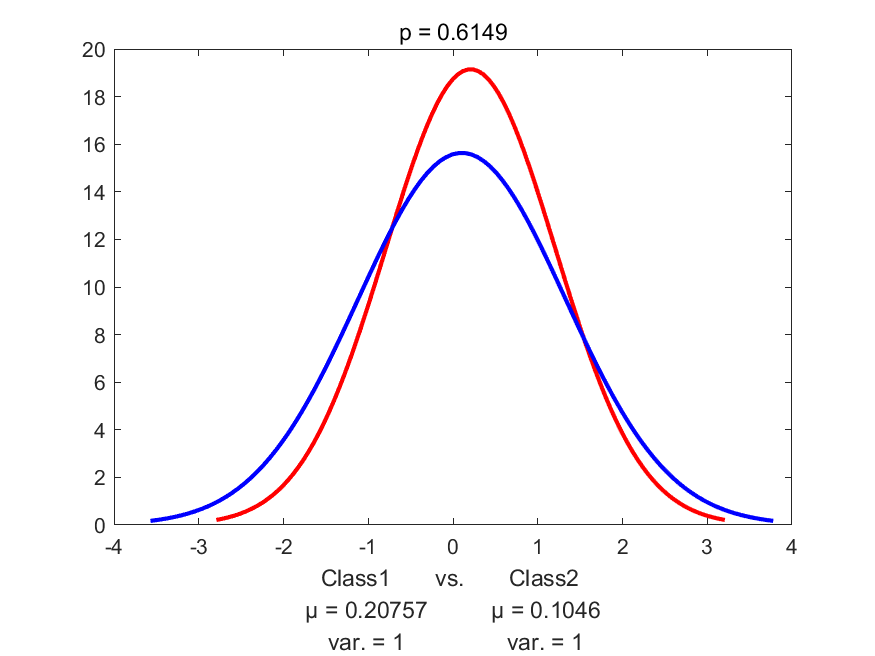 p = 0.6149
20
18
16
14
12
10
8
6
4
2
0
-4 -3 -2 -1 0 1 2 3 4
Class1 vs. Class2
μ = 0.20757 μ = 0.1046
var. = 1 var. = 1